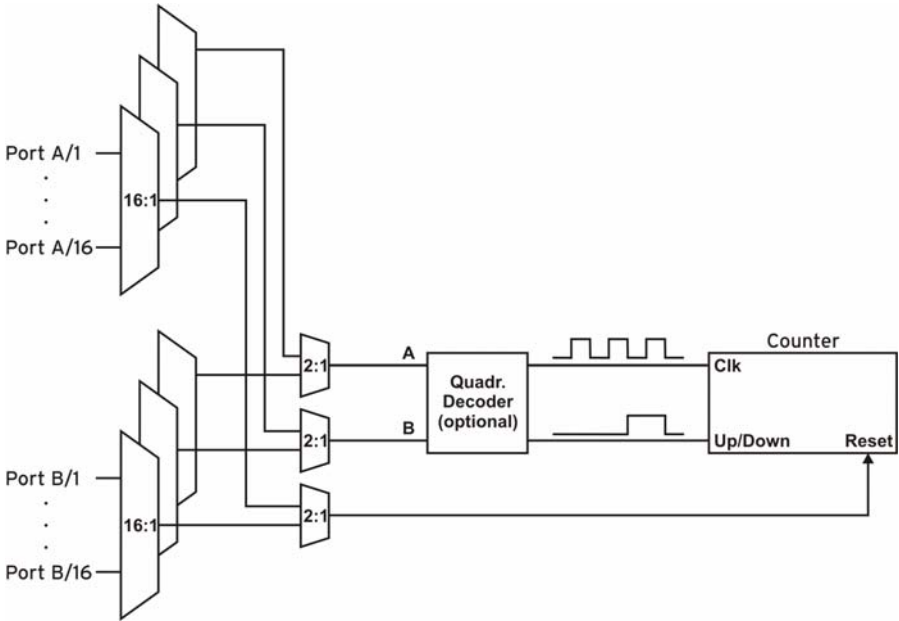 Port A/1
.
.
.
Port A/16
16:1
Port B/1
.
.
.
Port B/16
16:1
2:1
2:1
2:1
A
B
Quadr.
Decoder
(optional)
Counter
Clk
Up/Down
Reset